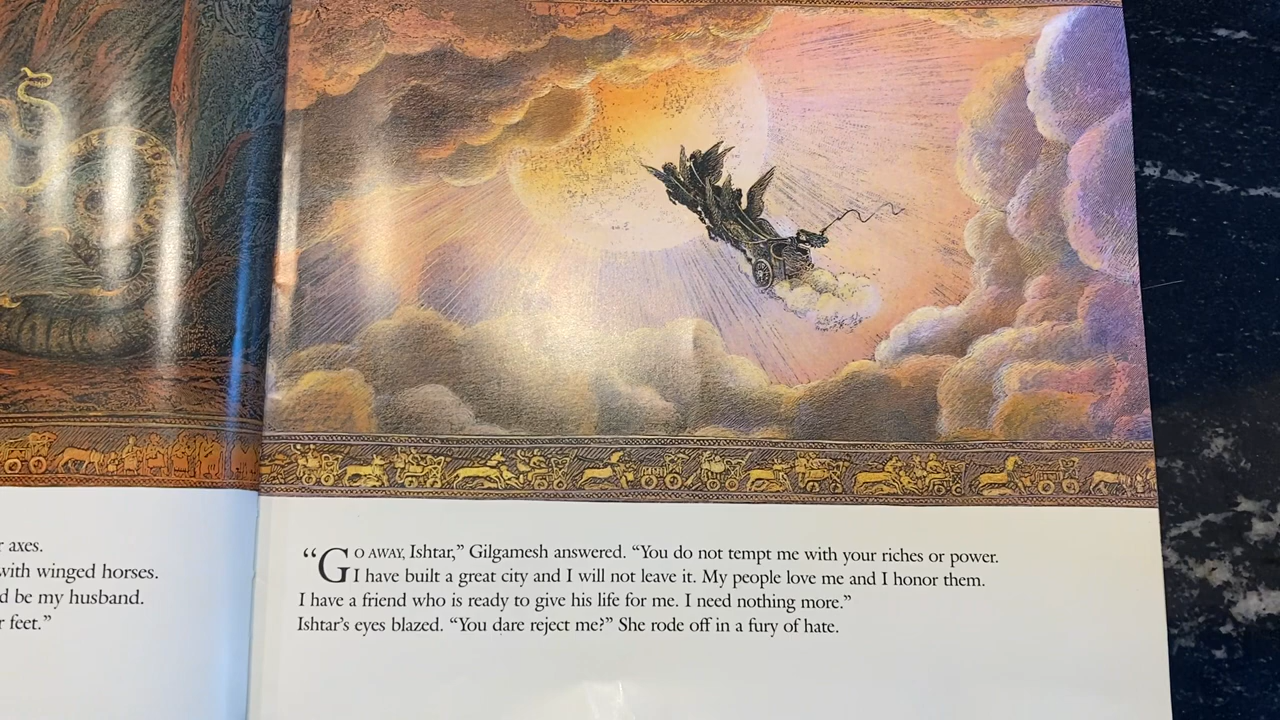 r axes.
with winged horses.
d be my husband.
r feet.”
“GO AWAY, Ishtar,” Gilgamesh answered. “You do not tempt me with your riches or power.
I have built a great city and I will not leave it. My people love me and I honor them.
I have a friend who is ready to give his life for me. I need nothing more.”
Ishtar’s eyes blazed. “You dare reject me?” She rode off in a fury of hate.